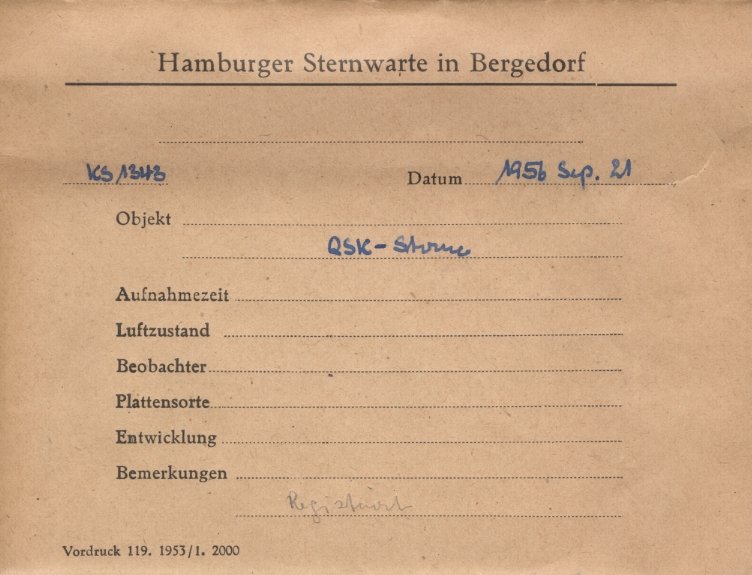 Hamburger Sternwarte in Bergedorf
KS 1343 Datum 1956 Sep. 21
Objekt
QSK - Sterne
Aufnahmezeit
Luftzustand
Beobachter
Plattensorte
Entwicklung
Bemerkungen
Registriert
Vordruck 119. 1953/1. 2000